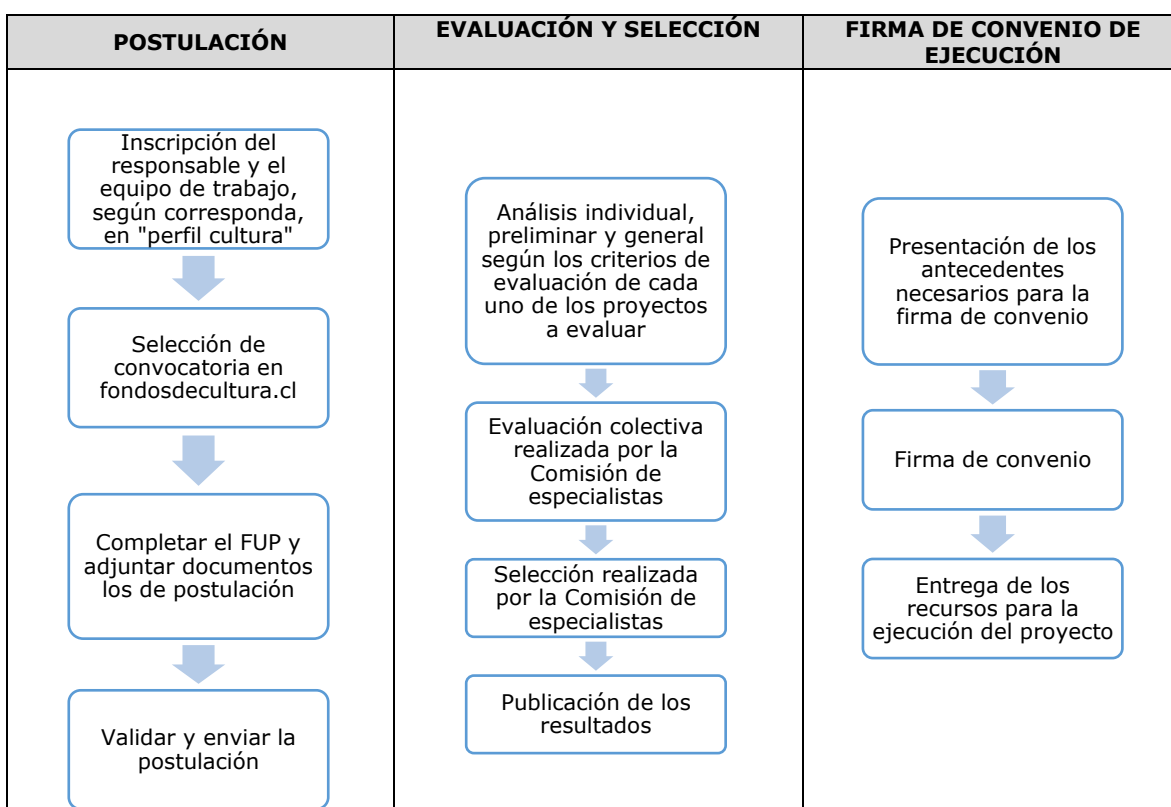 POSTULACIÓN
EVALUACIÓN Y SELECCIÓN
FIRMA DE CONVENIO DE
EJECUCIÓN
Inscripción del
responsable y el
equipo de trabajo,
según corresponda,
en "perfil cultura"
Selección de
convocatoria en
fondosdecultura.cl
Completar el FUP y
adjuntar documentos
los de postulación
Validar y enviar la
postulación
Análisis individual,
preliminar y general
según los criterios de
evaluación de cada
uno de los proyectos
a evaluar
Evaluación colectiva
realizada por la
Comisión de
especialistas
Selección realizada
por la Comisión de
especialistas
Publicación de los
resultados
Presentación de los
antecedentes
necesarios para la
firma de convenio
Firma de convenio
Entrega de los
recursos para la
ejecución del proyecto